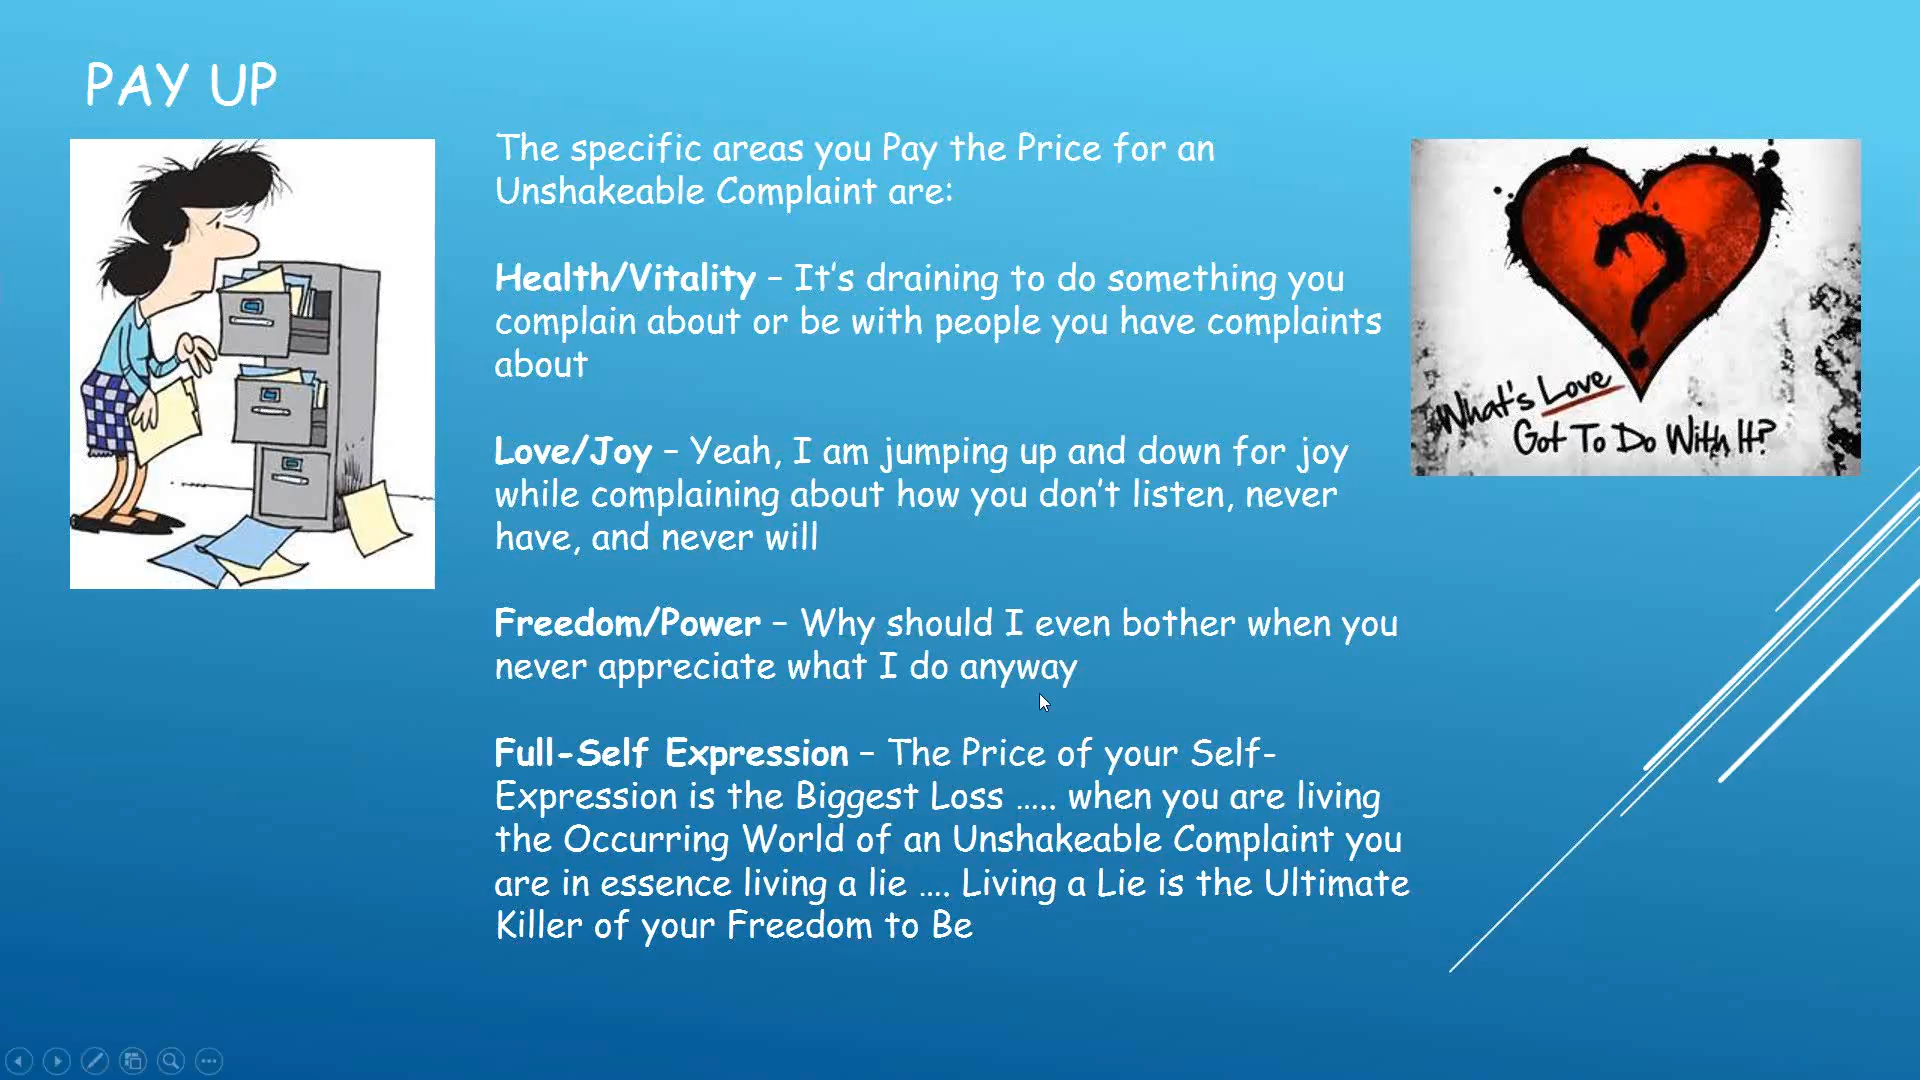 PAY UP
The specific areas you Pay the Price for an
Unshakeable Complaint are:
Health/Vitality – It's draining to do something you
complain about or be with people you have complaints
about
Love/Joy – Yeah, I am jumping up and down for joy
while complaining about how you don't listen, never
have, and never will
Freedom/Power – Why should I even bother when you
never appreciate what I do anyway
Full-Self Expression – The Price of your Self-
Expression is the Biggest Loss ….. when you are living
the Occurring World of an Unshakeable Complaint you
are in essence living a lie …. Living a Lie is the Ultimate
Killer of your Freedom to Be
What's Love
Got To Do With It?